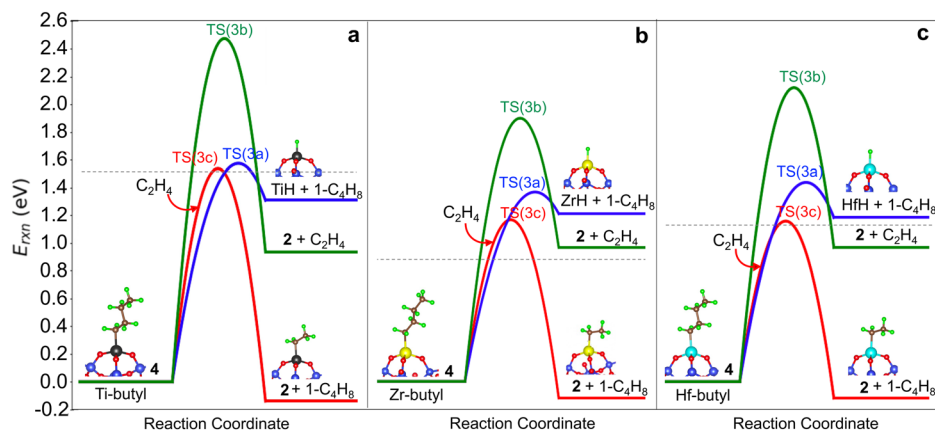 E_rxn (eV)
2.6
2.4
2.2
2.0
1.8
1.6
1.4
1.2
1.0
0.8
0.6
0.4
0.2
0.0
-0.2
a
TS(3b)
TS(3c)
TS(3a)
C₂H₄
TiH + 1-C₄H₈
2 + C₂H₄
4
Ti-butyl
2 + 1-C₄H₈
Reaction Coordinate
b
TS(3b)
TS(3a)
C₂H₄
TS(3c)
ZrH + 1-C₄H₈
2 + C₂H₄
4
Zr-butyl
2 + 1-C₄H₈
Reaction Coordinate
c
TS(3b)
TS(3a)
TS(3c)
C₂H₄
HfH + 1-C₄H₈
2 + C₂H₄
4
Hf-butyl
2 + 1-C₄H₈
Reaction Coordinate